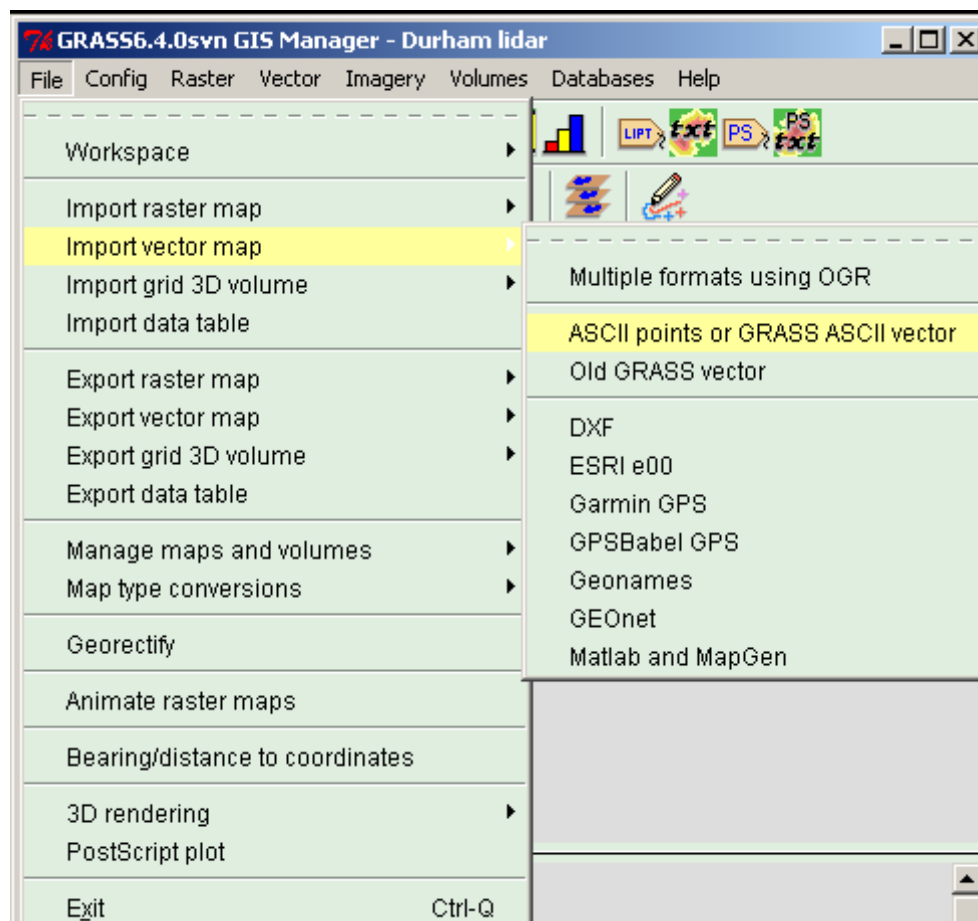 GRASS6.4.0svn GIS Manager - Durham lidar
File Config Raster Vector Imagery Volumes Databases Help
LIPT txt PS PS txt
Workspace
Import raster map
Import vector map
Import grid 3D volume
Import data table
Export raster map
Export vector map
Export grid 3D volume
Export data table
Manage maps and volumes
Map type conversions
Georectify
Animate raster maps
Bearing/distance to coordinates
3D rendering
PostScript plot
Exit Ctrl-Q
Multiple formats using OGR
ASCII points or GRASS ASCII vector
Old GRASS vector
DXF
ESRI e00
Garmin GPS
GPSBabel GPS
Geonames
GEOnet
Matlab and MapGen